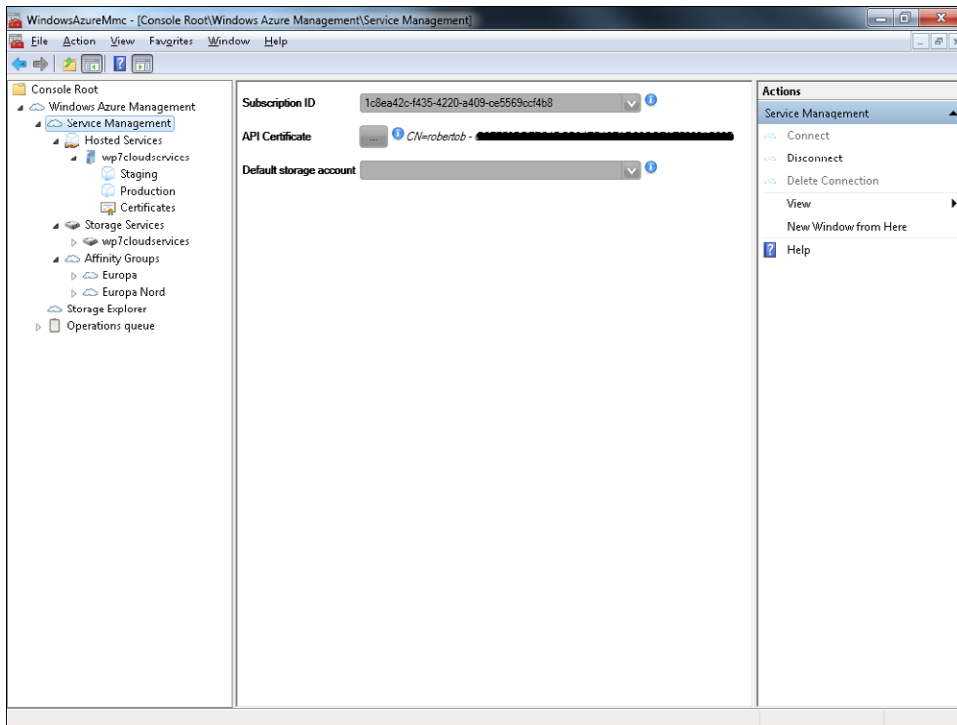 WindowsAzureMmc - [Console Root\Windows Azure Management\Service Management]
File Action View Favorites Window Help
Console Root
Windows Azure Management
Service Management
Hosted Services
wp7cloudservices
Staging
Production
Certificates
Storage Services
wp7cloudservices
Affinity Groups
Europa
Europa Nord
Storage Explorer
Operations queue
Subscription ID 1c8ea42c-f435-4220-a409-ce5569ccf4b8
API Certificate ... CN=robertob -
Default storage account
Actions
Service Management
Connect
Disconnect
Delete Connection
View
New Window from Here
Help